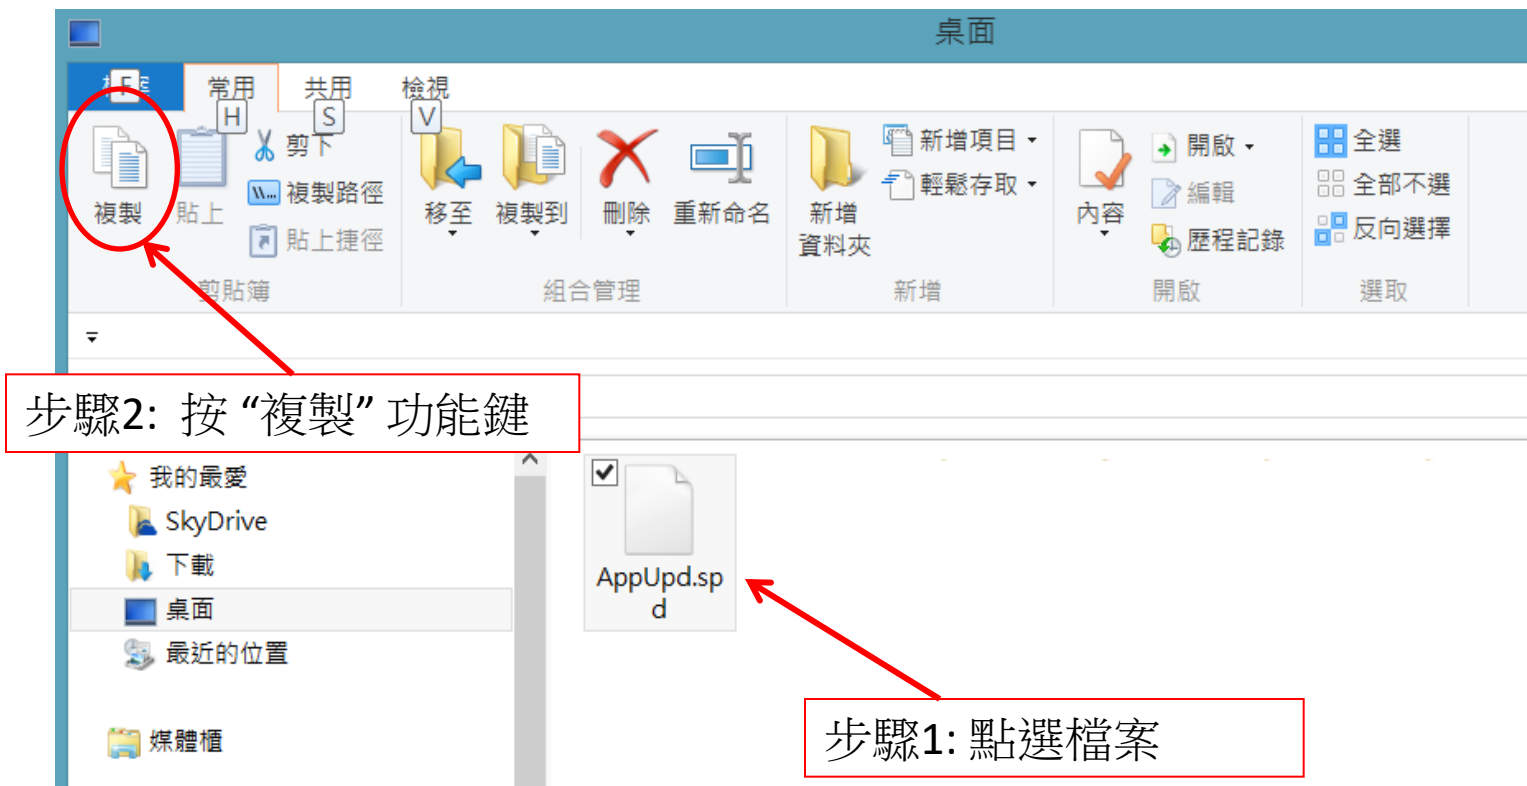 桌面
F
常用 共用 檢視
H S V
複製
貼上
剪下
複製路徑
貼上捷徑
剪貼簿
移至
複製到
刪除
重新命名
組合管理
新增
資料夾
新增項目
輕鬆存取
新增
內容
開啟
編輯
歷程記錄
開啟
全選
全部不選
反向選擇
選取
步驟2: 按 “複製” 功能鍵
我的最愛
SkyDrive
下載
桌面
最近的位置
媒體櫃
AppUpd.sp
d
步驟1: 點選檔案